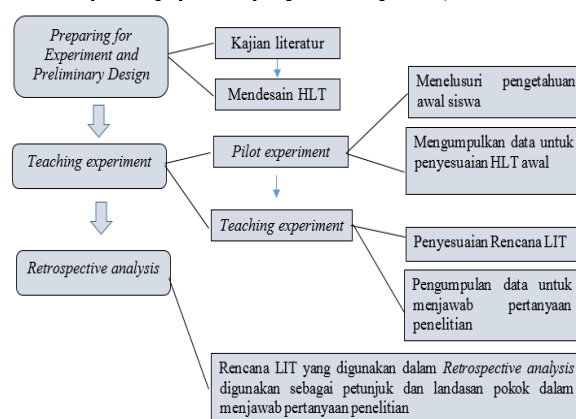 Preparing for
Experiment and
Preliminary Design
Kajian literatur
Mendesain HLT
Teaching experiment
Pilot experiment
Menelusuri pengetahuan
awal siswa
Mengumpulkan data untuk
penyesuaian HLT awal
Teaching experiment
Penyesuaian Rencana LIT
Pengumpulan data untuk
menjawab pertanyaan
penelitian
Retrospective analysis
Rencana LIT yang digunakan dalam Retrospective analysis
digunakan sebagai petunjuk dan landasan pokok dalam
menjawab pertanyaan penelitian